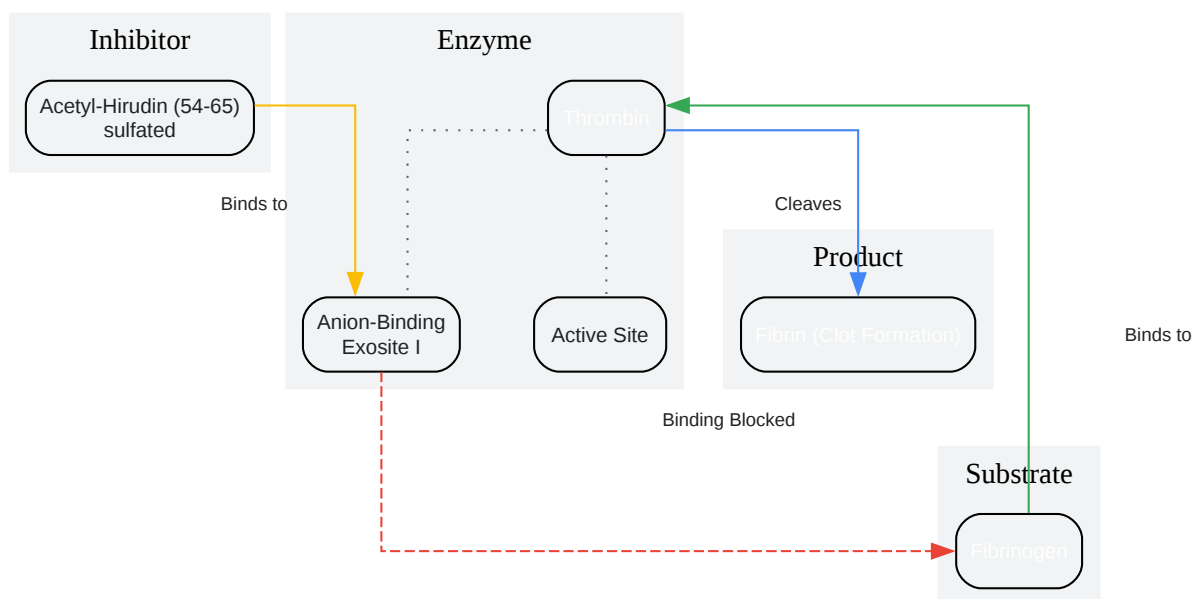 Inhibitor
Enzyme
Acetyl-Hirudin (54-65)
sulfated
Thrombin
Binds to
Cleaves
Product
Anion-Binding
Exosite I
Active Site
Fibrin (Clot Formation)
Binds to
Binding Blocked
Substrate
Fibrinogen